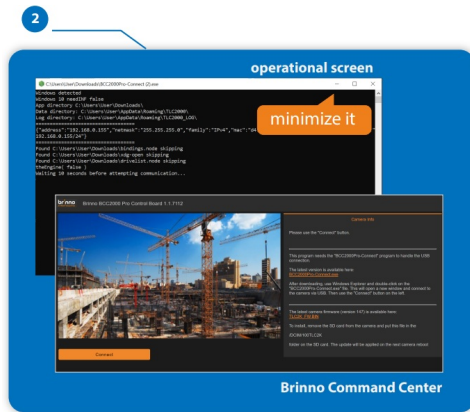 2
operational screen
C:\Users\User\Downloads\BCC2000Pro-Connect (2).exe
minimize it
Windows detected
Windows 10 needINF false
App directory C:\Users\User\Downloads\
Data directory: C:\Users\User\AppData\Roaming\TLC2000\
Log directory: C:\Users\User\AppData\Roaming\TLC2000_LOG\
====================================
{"address":"192.168.0.155","netmask":"255.255.255.0","family":"IPv4","mac":"d4
192.168.0.155/24"}
====================================
Found C:\Users\User\Downloads\bindings.node skipping
Found C:\Users\User\Downloads\xdg-open skipping
Found C:\Users\User\Downloads\drivelist.node skipping
theEngine( false )
Waiting 10 seconds before attempting communication...
brinno
Brinno BCC2000 Pro Control Board 1.1.7112
Camera Info
Please use the "Connect" button.
This program needs the "BCC2000Pro-Connect" program to handle the USB
connection.
The latest version is available here:
BCC2000Pro-Connect.exe
After downloading, use Windows Explorer and double-click on the
"BCC2000Pro-Connect.exe" file. This will open a new window and connect to
the camera via USB. Then use the "Connect" button on the left.
The latest camera firmware (version 147) is available here:
To install, remove the SD card from the camera and put this file in the
/DCIM/100TLC2K
folder on the SD card. The update will be applied on the next camera reload.
Connect
Brinno Command Center